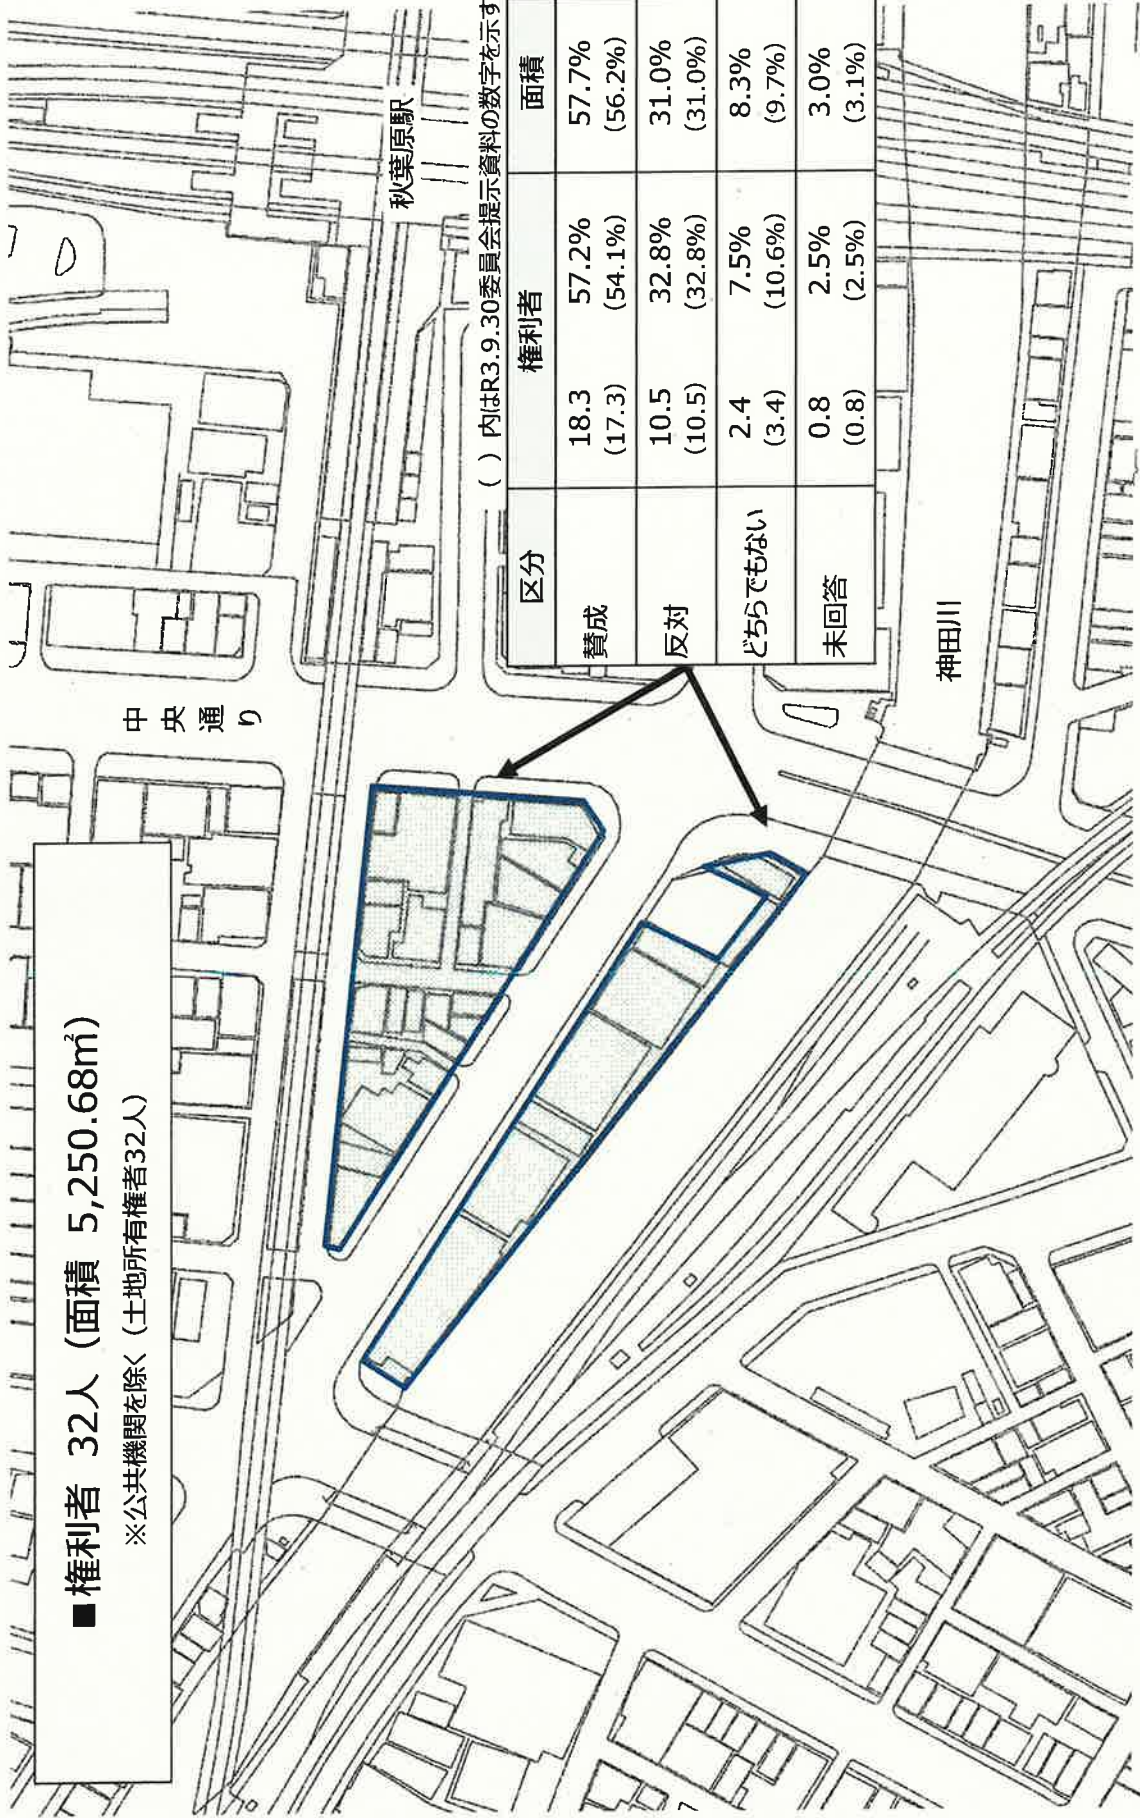 ■権利者 32人（面積 5,250.68㎡）
※公共機関を除く（土地所有権者32人）
中央通り
秋葉原駅
（ ）内はR3.9.30委員会提示資料の数字を示す
区分 権利者 面積
賛成 18.3 57.2% 57.7%
(17.3) (54.1%) (56.2%)
反対 10.5 32.8% 31.0%
(10.5) (32.8%) (31.0%)
どちらでもない 2.4 7.5% 8.3%
(3.4) (10.6%) (9.7%)
未回答 0.8 2.5% 3.0%
(0.8) (2.5%) (3.1%)
神田川